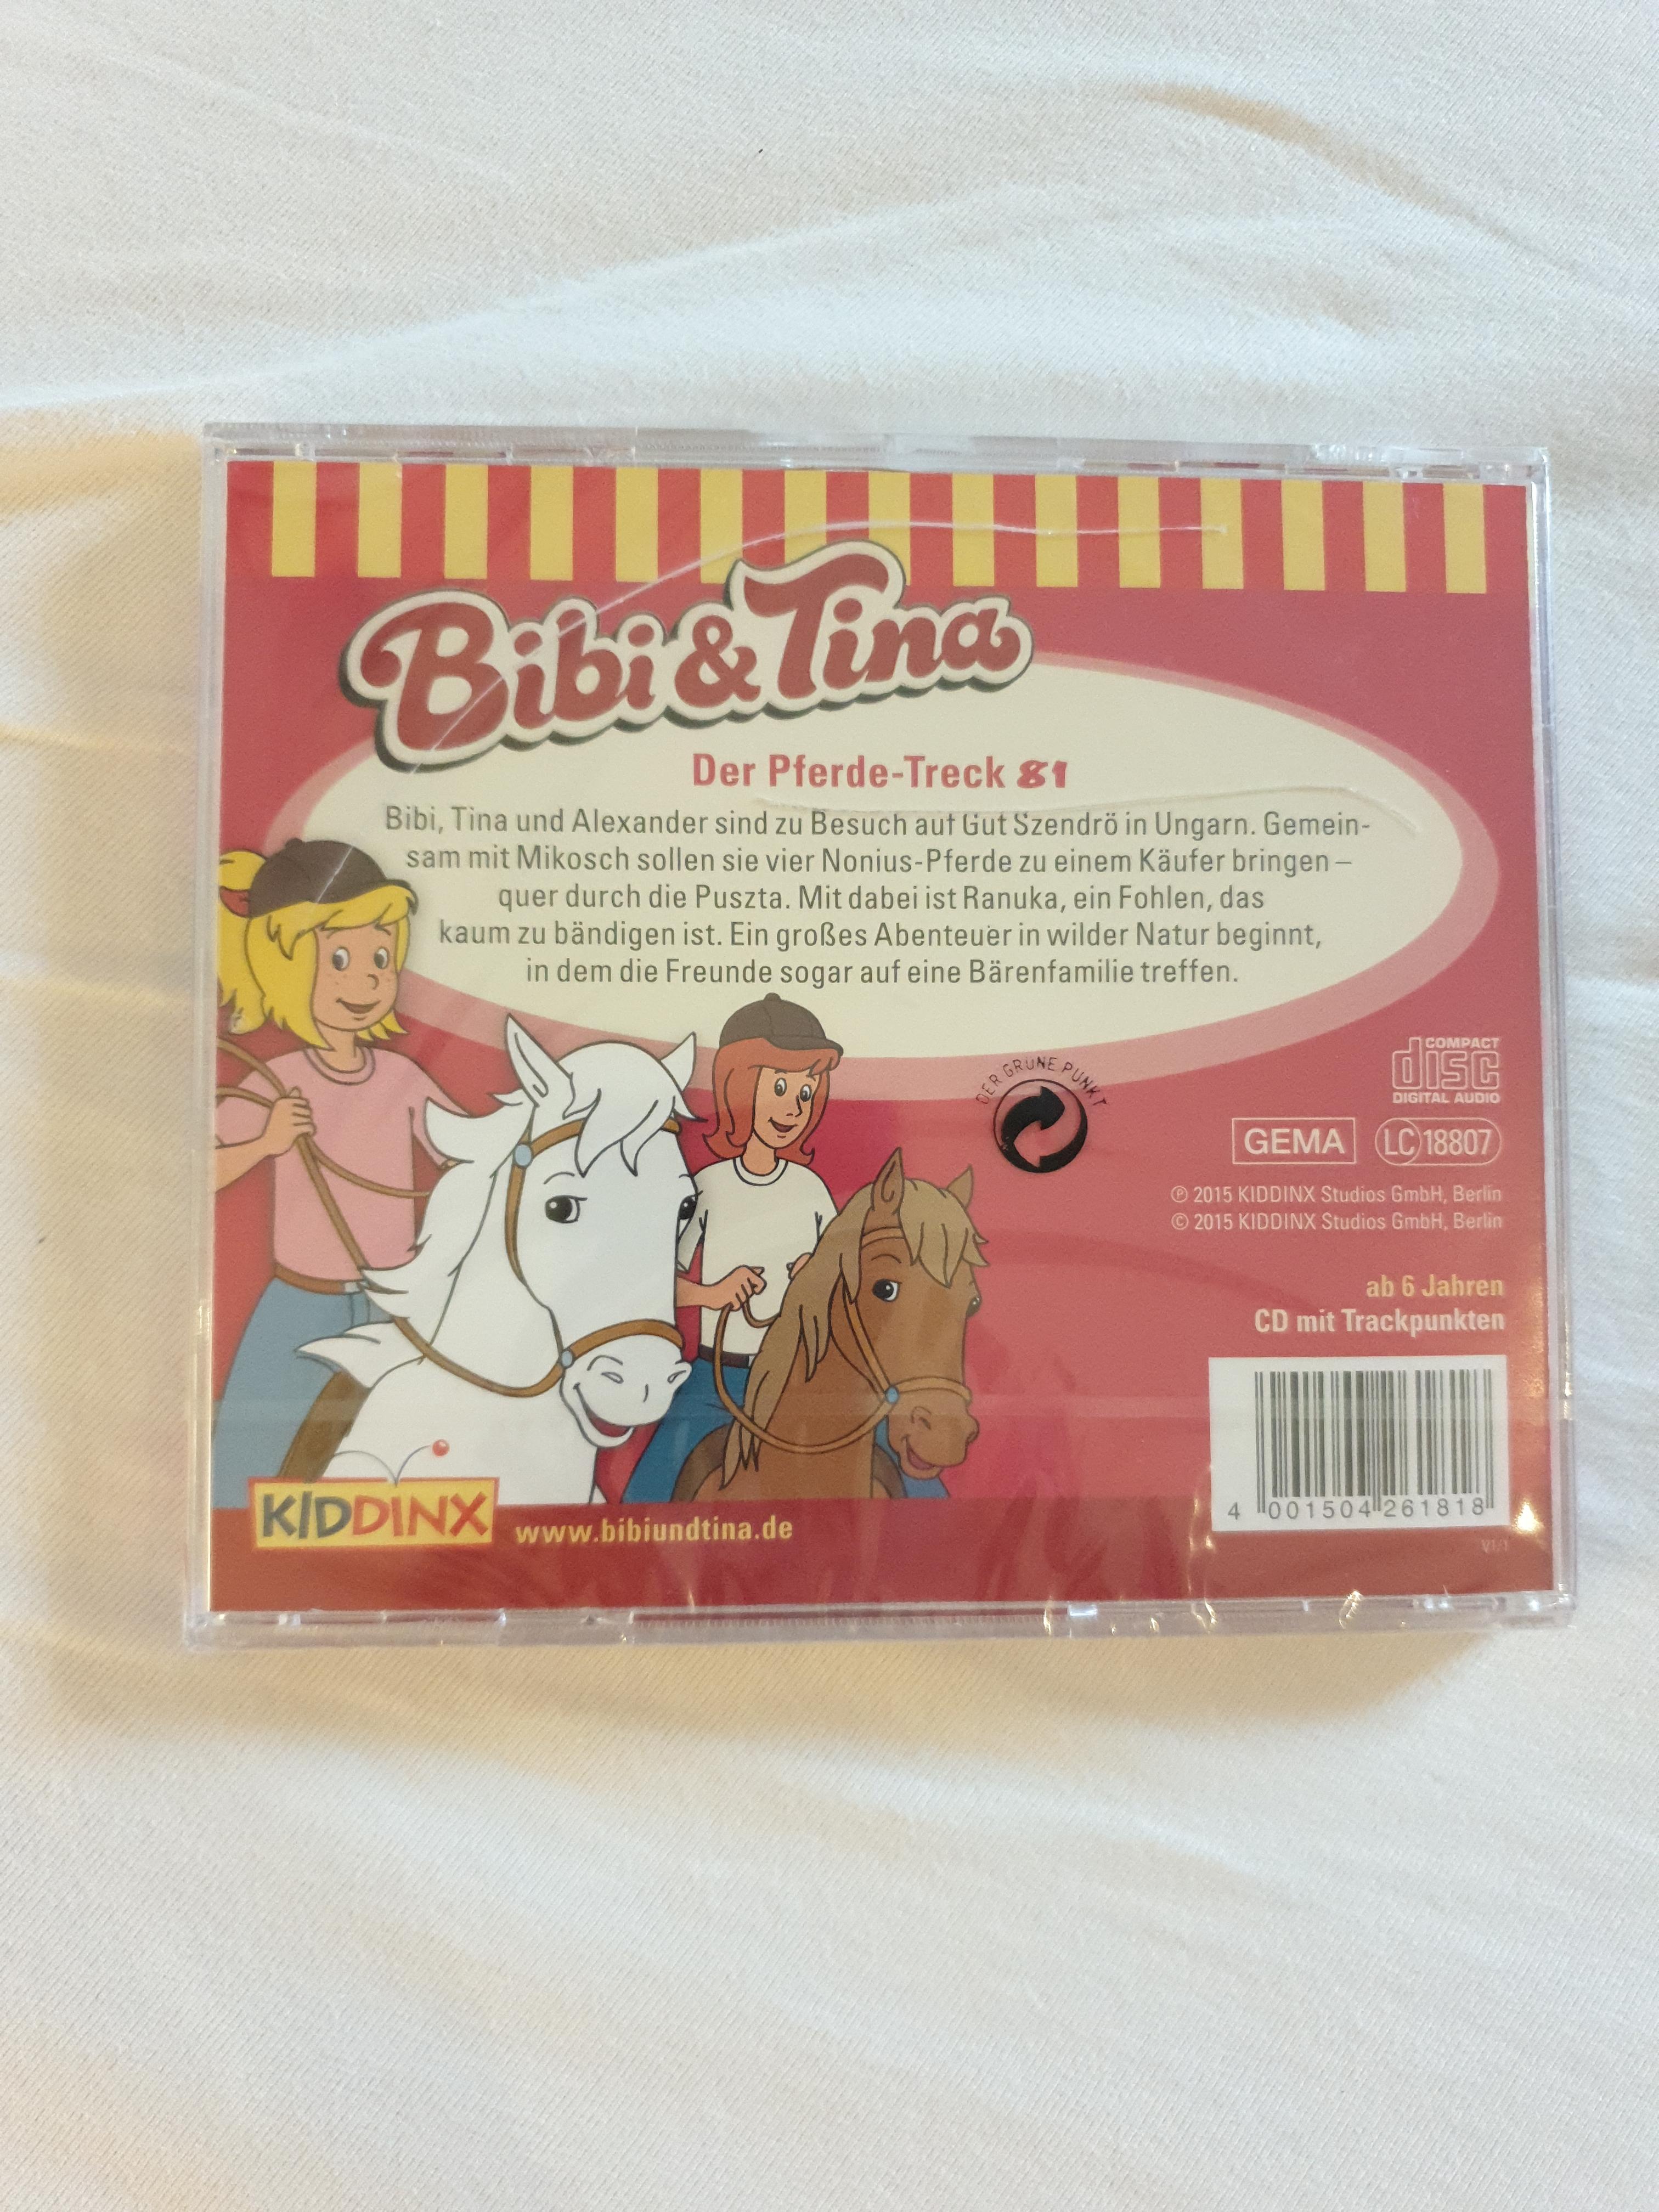 Bibi & Tina
Der Pferde-Treck 81
Bibi, Tina und Alexander sind zu Besuch auf Gut Szendrö in Ungarn. Gemein-
sam mit Mikosch sollen sie vier Nonius-Pferde zu einem Käufer bringen –
quer durch die Puszta. Mit dabei ist Ranuka, ein Fohlen, das
kaum zu bändigen ist. Ein großes Abenteuer in wilder Natur beginnt,
in dem die Freunde sogar auf eine Bärenfamilie treffen.
DER GRÜNE PUNKT
COMPACT
disc
DIGITAL AUDIO
GEMA LC 18807
℗ 2015 KIDDINX Studios GmbH, Berlin
© 2015 KIDDINX Studios GmbH, Berlin
ab 6 Jahren
CD mit Trackpunkten
4 001504 261818
V1/1
KIDDINX www.bibiundtina.de